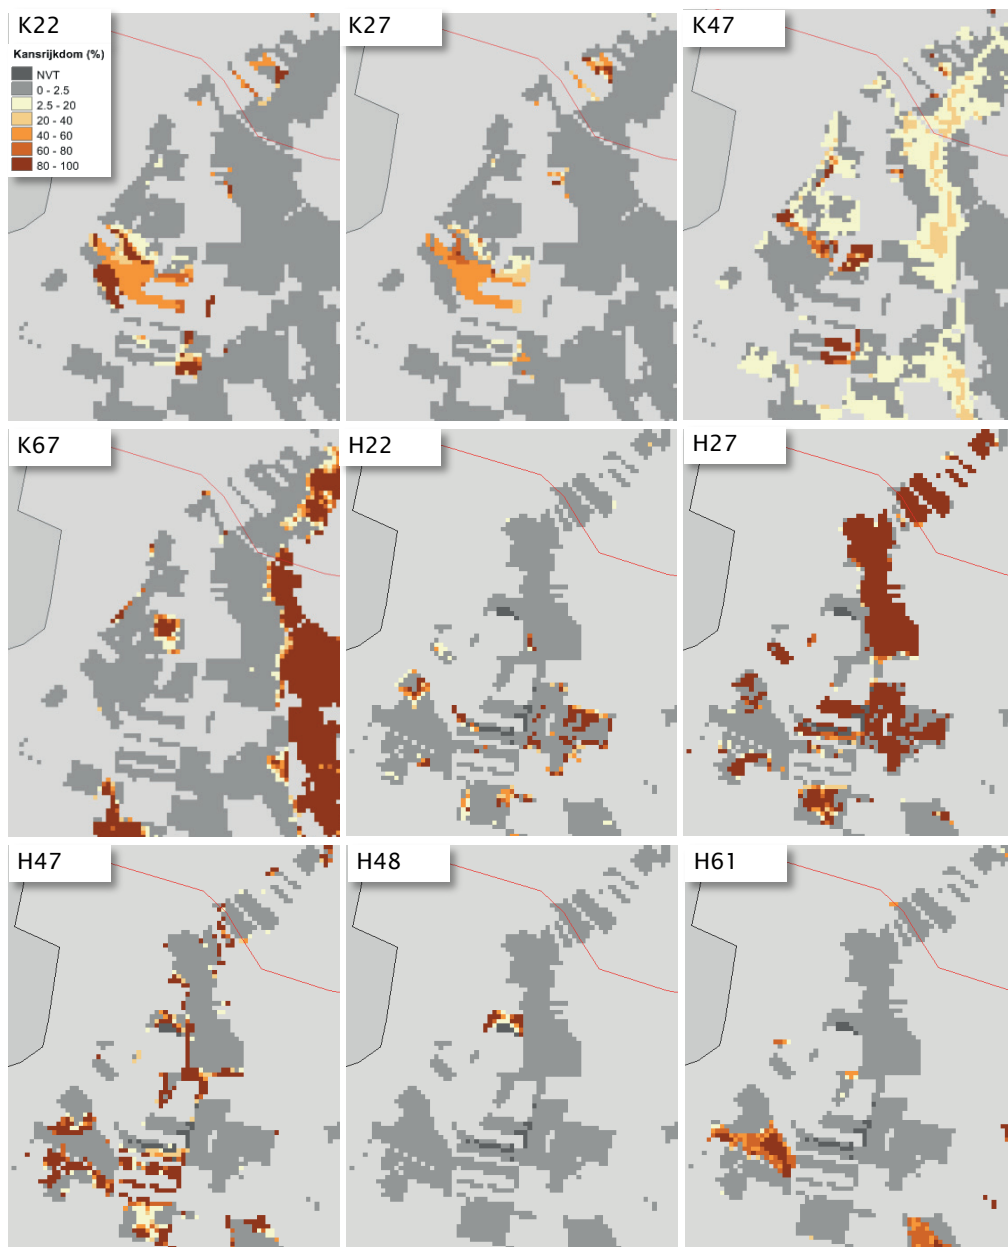 K22
Kansrijkdom (%)
NVT
0 - 2.5
2.5 - 20
20 - 40
40 - 60
60 - 80
80 - 100
K27
K47
K67
H22
H27
H47
H48
H61